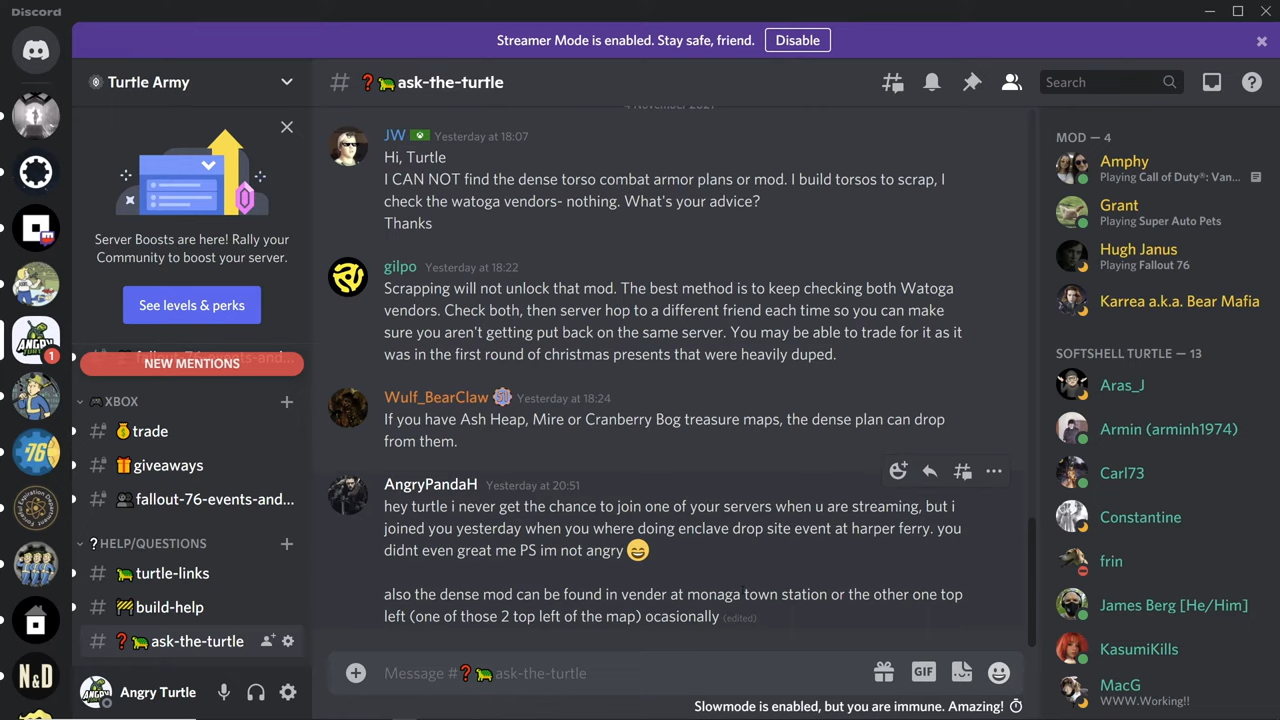 Discord
Streamer Mode is enabled. Stay safe, friend.
Disable
Turtle Army
ask-the-turtle
Search
Server Boosts are here! Rally your
Community to boost your server.
See levels & perks
NEW MENTIONS
XBOX
trade
giveaways
fallout-76-events-and...
HELP/QUESTIONS
turtle-links
build-help
ask-the-turtle
Angry Turtle
4 November 2021
JW Yesterday at 18:07
Hi, Turtle
I CAN NOT find the dense torso combat armor plans or mod. I build torsos to scrap, I
check the watoga vendors- nothing. What's your advice?
Thanks
gilpo Yesterday at 18:22
Scrapping will not unlock that mod. The best method is to keep checking both Watoga
vendors. Check both, then server hop to a different friend each time so you can make
sure you aren't getting put back on the same server. You may be able to trade for it as it
was in the first round of christmas presents that were heavily duped.
Wulf_BearClaw Yesterday at 18:24
If you have Ash Heap, Mire or Cranberry Bog treasure maps, the dense plan can drop
from them.
AngryPandaH Yesterday at 20:51
hey turtle i never get the chance to join one of your servers when u are streaming, but i
joined you yesterday when you where doing enclave drop site event at harper ferry. you
didnt even great me PS im not angry
also the dense mod can be found in vender at monaga town station or the other one top
left (one of those 2 top left of the map) ocasionally (edited)
Message # ask-the-turtle
GIF
Slowmode is enabled, but you are immune. Amazing!
MOD — 4
Amphy
Playing Call of Duty®: Van...
Grant
Playing Super Auto Pets
Hugh Janus
Playing Fallout 76
Karrea a.k.a. Bear Mafia
SOFTSHELL TURTLE — 13
Aras_J
Armin (arminh1974)
Carl73
Constantine
frin
James Berg [He/Him]
KasumiKills
MacG
WWW.Working!!
1
76
N&D